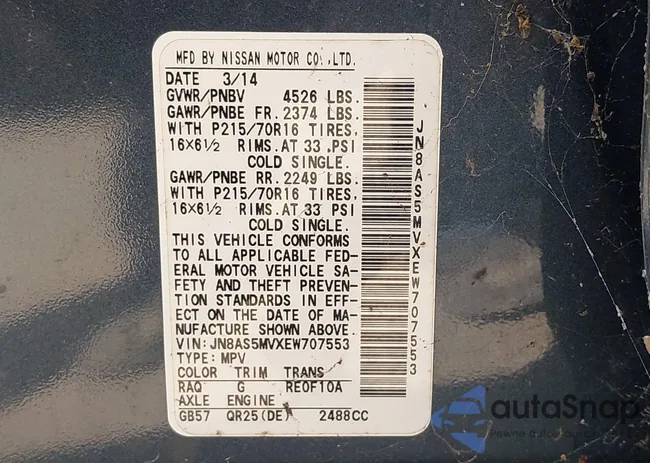 MFD BY NISSAN MOTOR CO.,LTD.
DATE 3/14
GVWR/PNBV 4526 LBS.
GAWR/PNBE FR. 2374 LBS.
WITH P215/70R16 TIRES,
16×6½ RIMS.AT 33 PSI
COLD SINGLE.
GAWR/PNBE RR. 2249 LBS.
WITH P215/70R16 TIRES,
16×6½ RIMS.AT 33 PSI
COLD SINGLE.
THIS VEHICLE CONFORMS
TO ALL APPLICABLE FED-
ERAL MOTOR VEHICLE SA-
FETY AND THEFT PREVEN-
TION STANDARDS IN EFF-
ECT ON THE DATE OF MA-
NUFACTURE SHOWN ABOVE.
VIN: JN8AS5MVXEW707553
TYPE: MPV
COLOR TRIM TRANS
RAQ G RE0F10A
AXLE ENGINE
GB57 QR25(DE) 2488CC
JN8AS5MVXEW707553
autaSnap